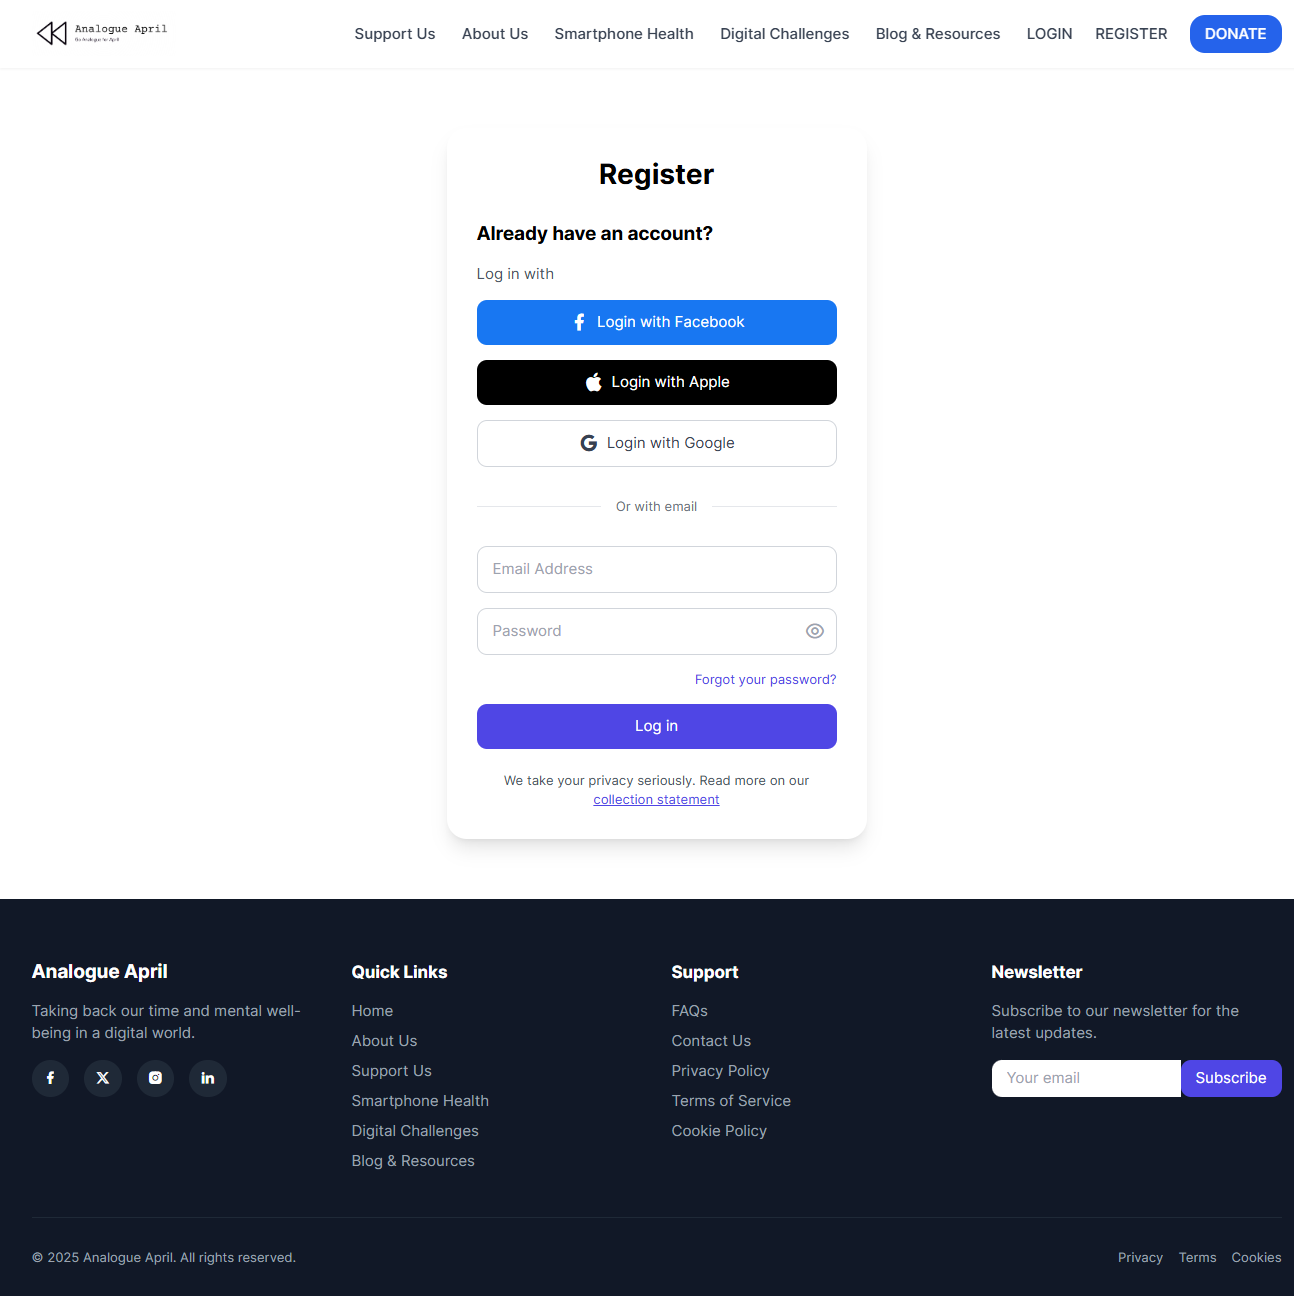 Analogue April
Go Analogue for April
Support Us
About Us
Smartphone Health
Digital Challenges
Blog & Resources
LOGIN
REGISTER
DONATE
Register
Already have an account?
Log in with
Login with Facebook
Login with Apple
Login with Google
Or with email
Email Address
Password
Forgot your password?
Log in
We take your privacy seriously. Read more on our
collection statement
Analogue April
Taking back our time and mental well-
being in a digital world.
Quick Links
Home
About Us
Support Us
Smartphone Health
Digital Challenges
Blog & Resources
Support
FAQs
Contact Us
Privacy Policy
Terms of Service
Cookie Policy
Newsletter
Subscribe to our newsletter for the
latest updates.
Your email
Subscribe
© 2025 Analogue April. All rights reserved.
Privacy
Terms
Cookies